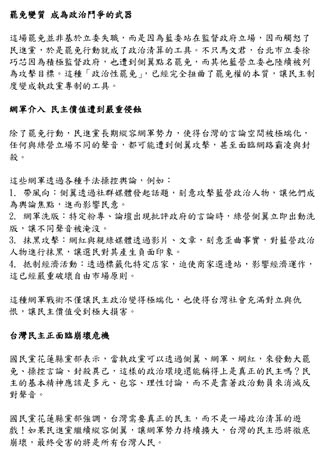 罷免變質 成為政治鬥爭的武器
這場罷免並非基於立委失職，而是因為藍委站在監督政府立場，因而觸怒了
民進黨，於是罷免行動就成了政治清算的工具。不只為文君，台北市立委徐
巧芯因為積極監督政府，也遭到側翼點名罷免，而其他藍營立委也陸續被列
為攻擊目標。這種「政治性罷免」，已經完全扭曲了罷免權的本質，讓民主制
度變成執政黨專制的工具。
網軍介入 民主價值遭到嚴重侵蝕
除了罷免行動，民進黨長期縱容網軍勢力，使得台灣的言論空間被極端化，
任何與綠營立場不同的聲音，都可能遭到側翼攻擊，甚至面臨網路霸凌與封
殺。
這些網軍透過各種手法操控輿論，例如：
1. 帶風向：側翼透過社群媒體發起話題，刻意攻擊藍營政治人物，讓他們成
為輿論焦點，進而影響民意。
2. 網軍洗版：特定粉專、論壇出現批評政府的言論時，綠營側翼立即出動洗
版，讓不同聲音被淹沒。
3. 抹黑攻擊：網紅與親綠媒體透過影片、文章，刻意歪曲事實，對藍營政治
人物進行抹黑，讓選民對其產生負面印象。
4. 抵制經濟活動：透過標籤化特定店家，迫使商家選邊站，影響經濟運作，
這已經嚴重破壞自由市場原則。
這種網軍戰術不僅讓民主政治變得極端化，也使得台灣社會充滿對立與仇
恨，讓民主價值受到極大損害。
台灣民主正面臨崩壞危機
國民黨花蓮縣黨部表示，當執政黨可以透過側翼、網軍、網紅，來發動大罷
免、操控言論、封殺異己，這樣的政治環境還能稱得上是真正的民主嗎？民
主的基本精神應該是多元、包容、理性討論，而不是靠著政治動員來消滅反
對聲音。
國民黨花蓮縣黨部強調，台灣需要真正的民主，而不是一場政治清算的遊
戲！如果民進黨繼續縱容側翼，讓網軍勢力持續擴大，台灣的民主恐將徹底
崩壞，最終受害的將是所有台灣人民。